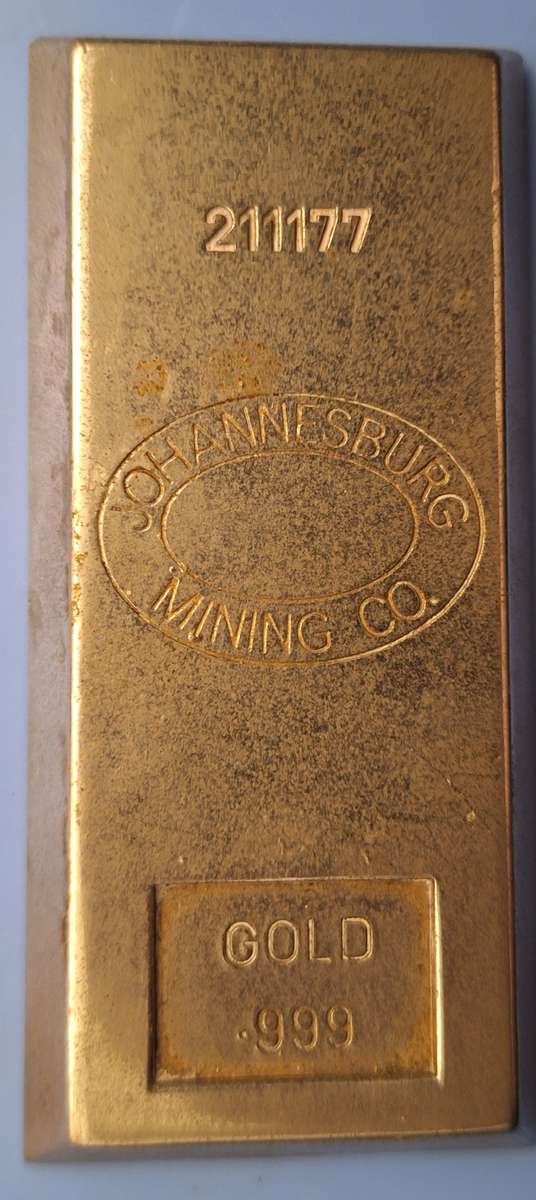 211177
JOHANNESBURG
MINING CO.
GOLD
.999